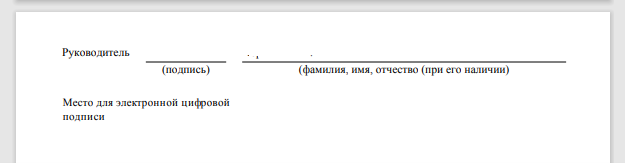 Руководитель
(подпись) (фамилия, имя, отчество (при его наличии)
Место для электронной цифровой
подписи